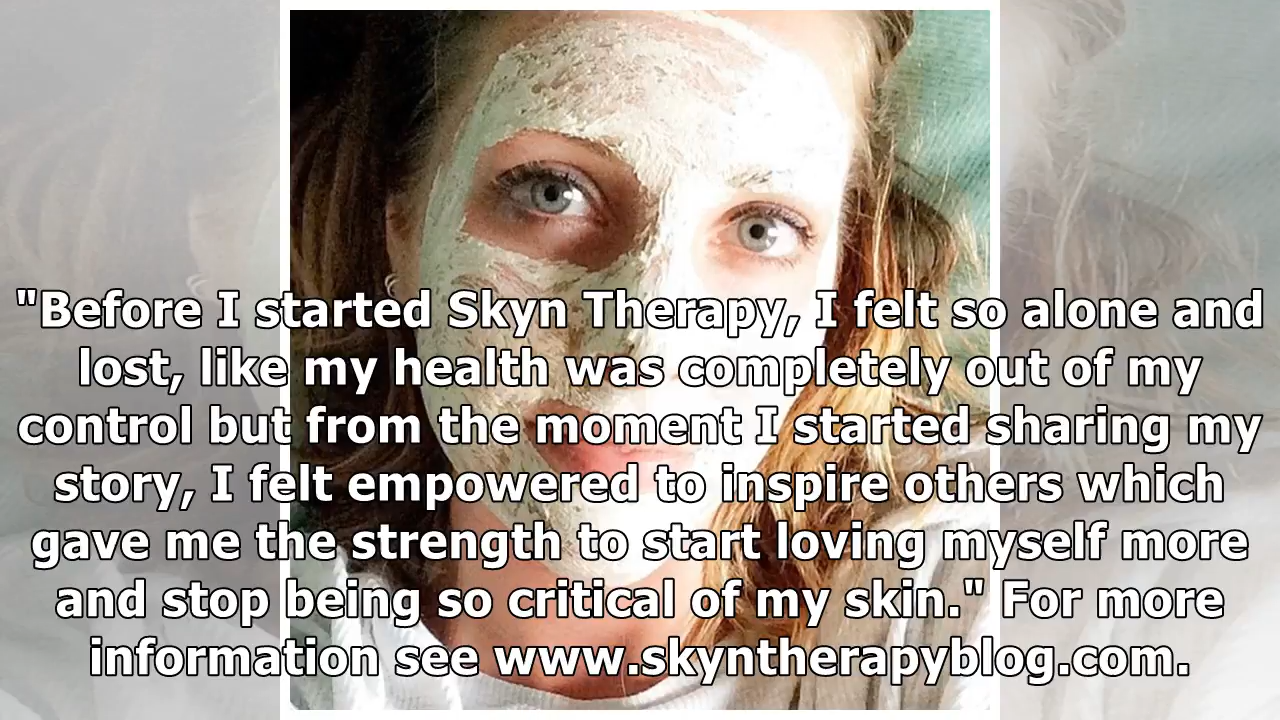 "Before I started Skyn Therapy, I felt so alone and
lost, like my health was completely out of my
control but from the moment I started sharing my
story, I felt empowered to inspire others which
gave me the strength to start loving myself more
and stop being so critical of my skin." For more
information see www.skyntherapyblog.com.